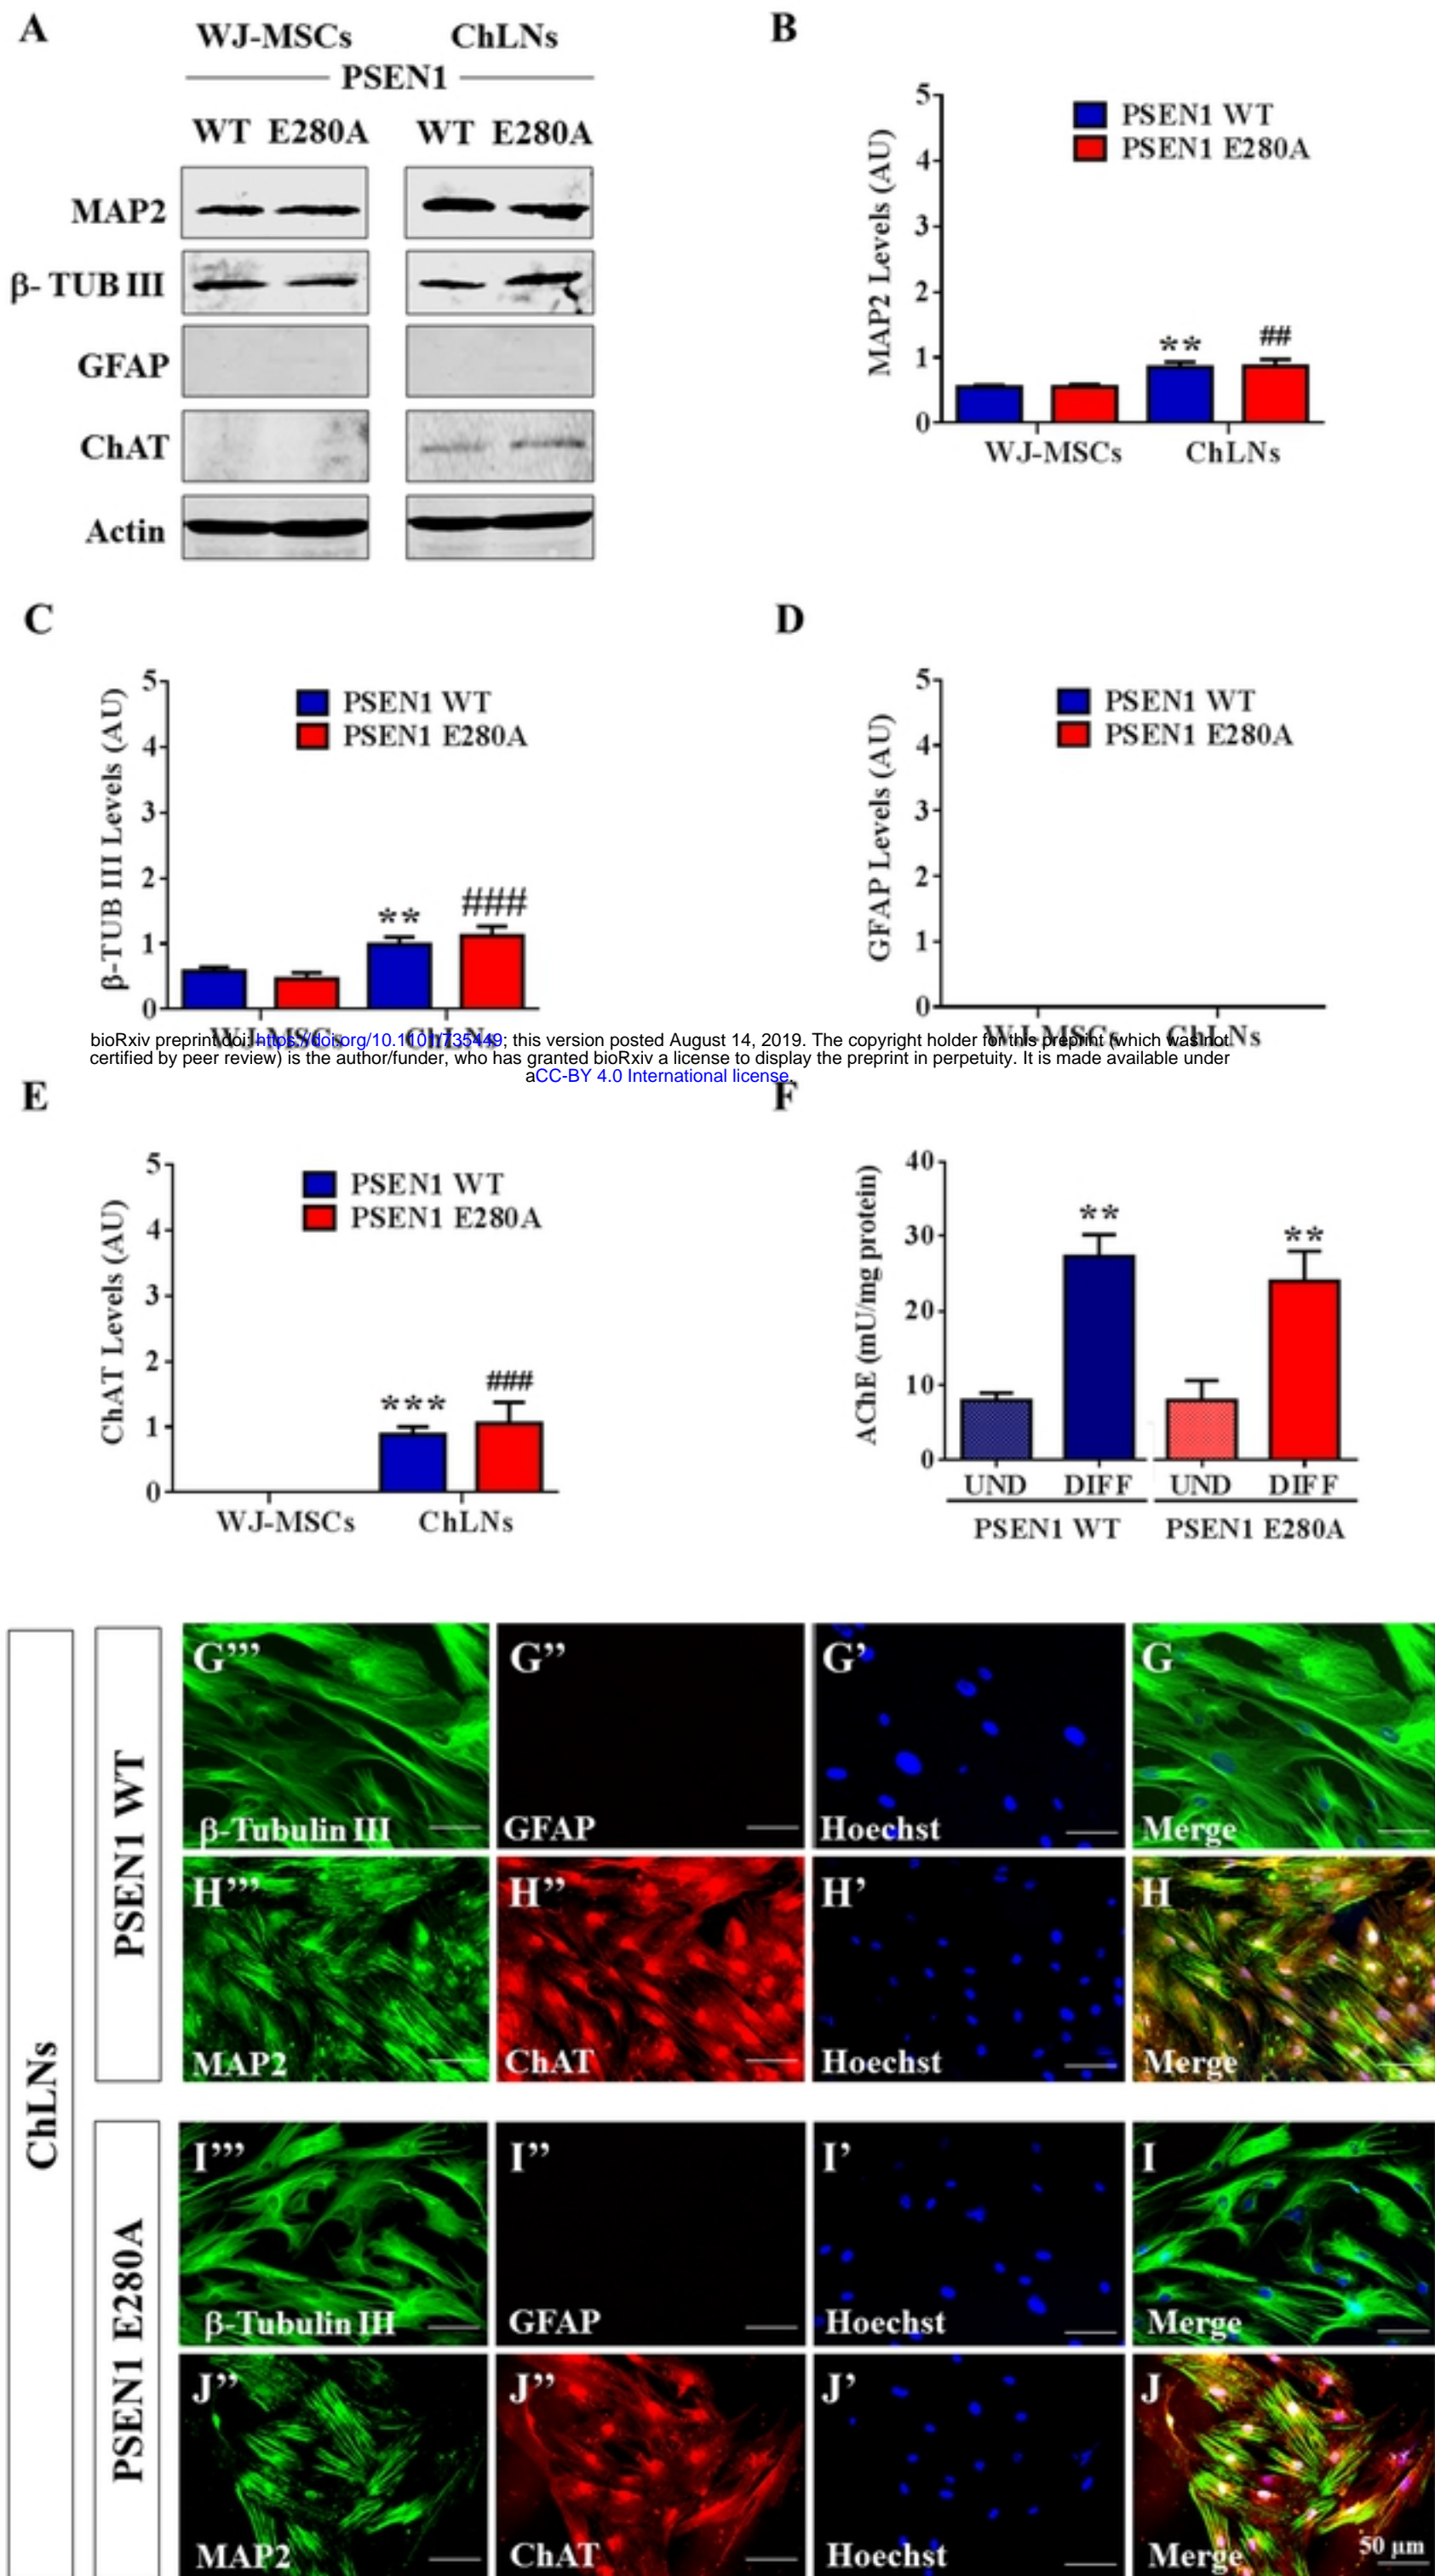 A
WJ-MSCs ChLNs
PSEN1
WT E280A WT E280A
MAP2
β- TUB III
GFAP
ChAT
Actin
B
PSEN1 WT
PSEN1 E280A
MAP2 Levels (AU)
5
4
3
2
1
0
** ##
WJ-MSCs ChLNs
C
PSEN1 WT
PSEN1 E280A
β-TUB III Levels (AU)
5
4
3
2
1
0
** ####
WJ-MSCs ChLNs
D
PSEN1 WT
PSEN1 E280A
GFAP Levels (AU)
5
4
3
2
1
0
WJ-MSCs ChLNs
bioRxiv preprint doi: https://doi.org/10.1101/735449; this version posted August 14, 2019. The copyright holder for this preprint (which was not
certified by peer review) is the author/funder, who has granted bioRxiv a license to display the preprint in perpetuity. It is made available under
aCC-BY 4.0 International license.
E
PSEN1 WT
PSEN1 E280A
ChAT Levels (AU)
5
4
3
2
1
0
*** ###
WJ-MSCs ChLNs
F
AChE (mU/mg protein)
40
30
20
10
0
** **
UND DIFF UND DIFF
PSEN1 WT PSEN1 E280A
ChLNs
PSEN1 WT
G’’’ G’’ G’ G
β-Tubulin III GFAP Hoechst Merge
H’’’ H’’ H’ H
MAP2 ChAT Hoechst Merge
PSEN1 E280A
I’’’ I’’ I’ I
β-Tubulin III GFAP Hoechst Merge
J’’ J’’ J’ J
MAP2 ChAT Hoechst Merge 50 µm